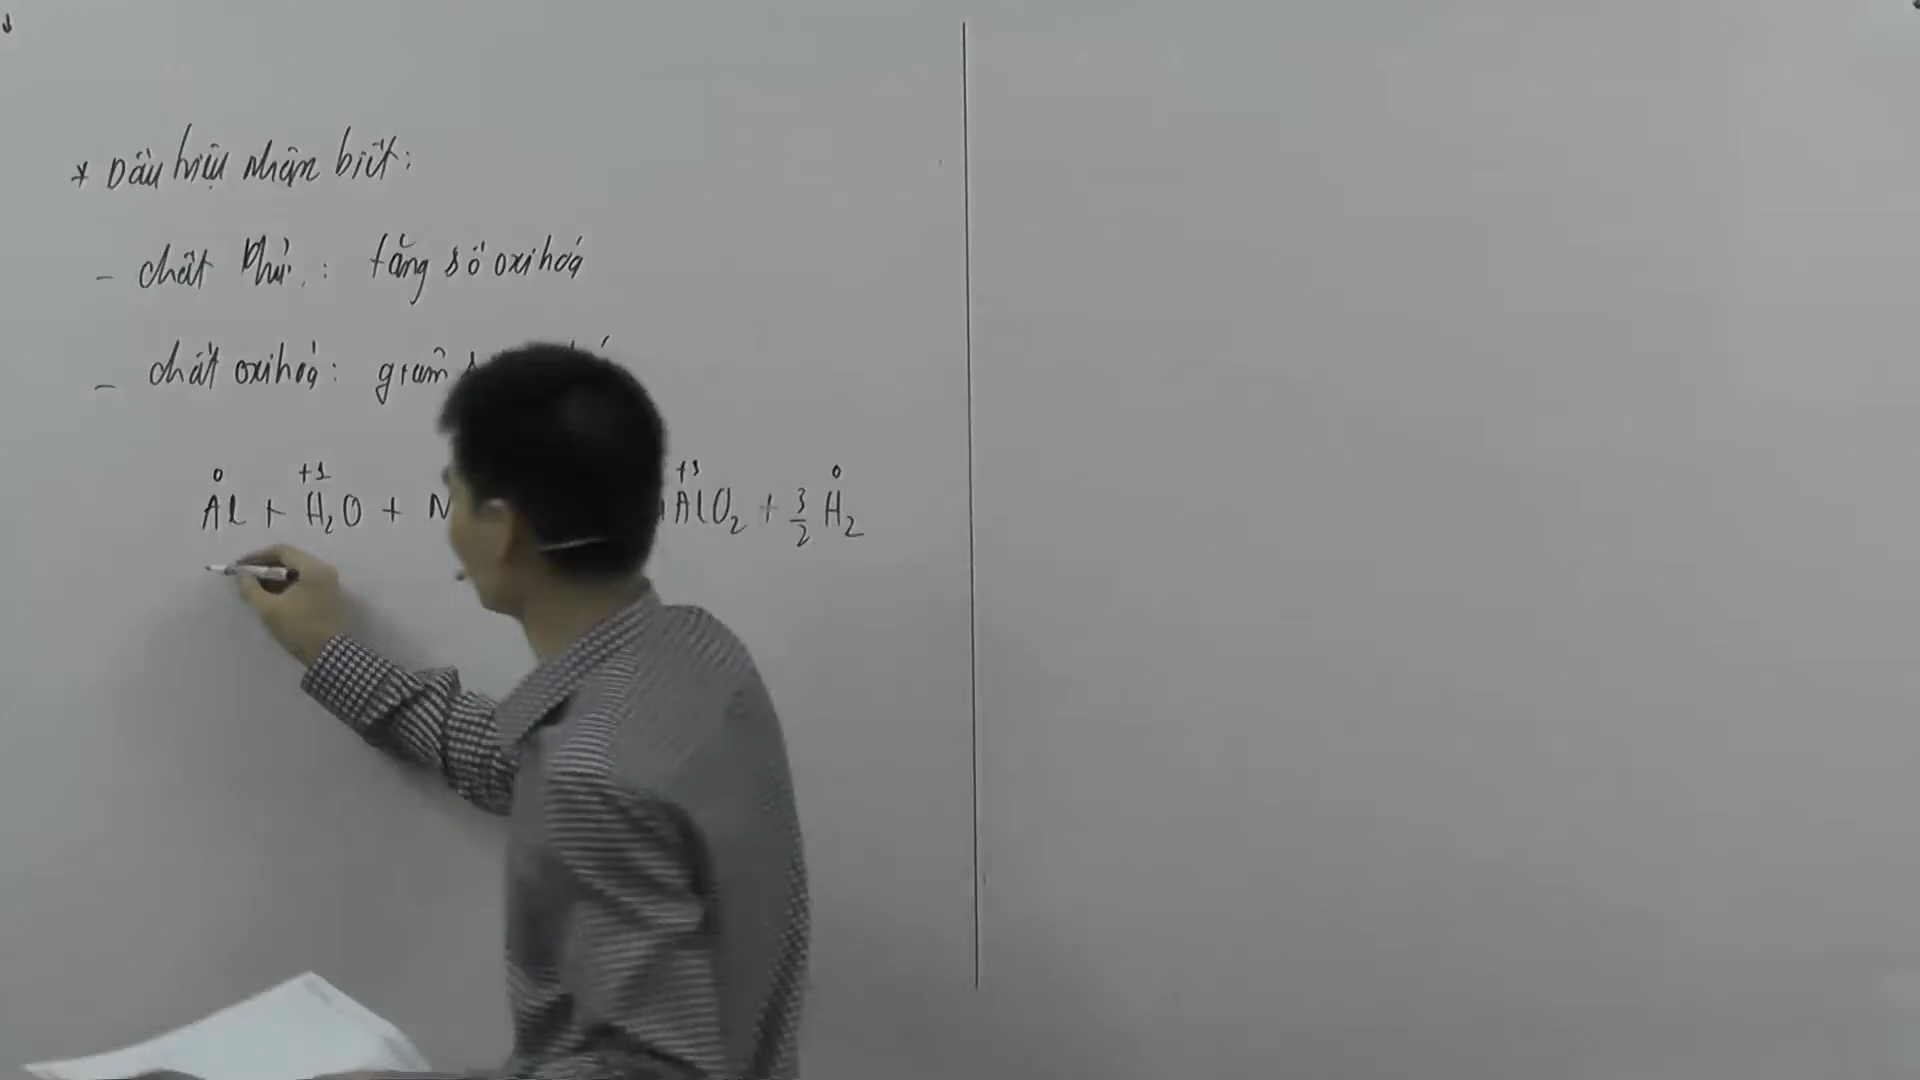 * Dấu hiệu nhận biết:
- chất khử : tăng số oxi hoá
- chất oxi hoá: giảm
0 +1 +3 0
Al + H₂O + N AlO₂ + 3/2 H₂